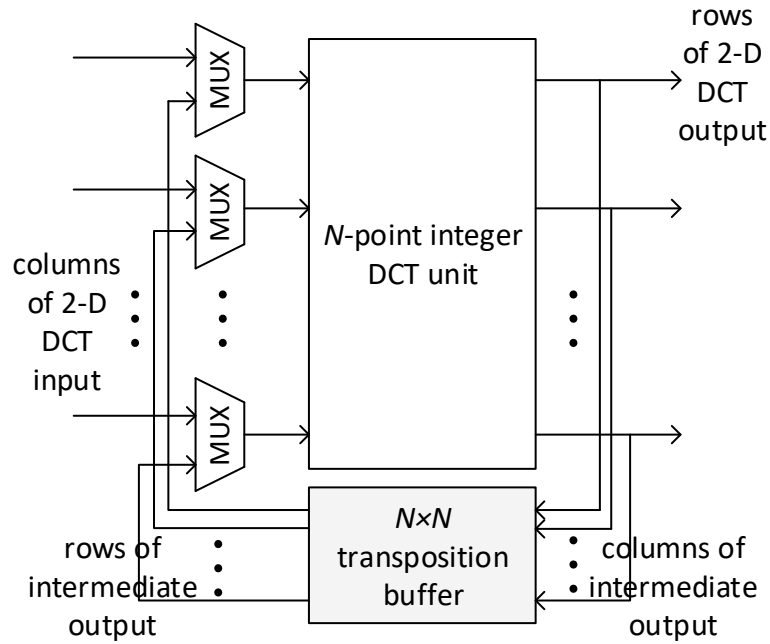 rows
of 2-D
DCT
output
MUX
MUX
N-point integer
DCT unit
columns
of 2-D
DCT
input
MUX
N×N
transposition
buffer
rows of
intermediate
output
columns of
intermediate
output